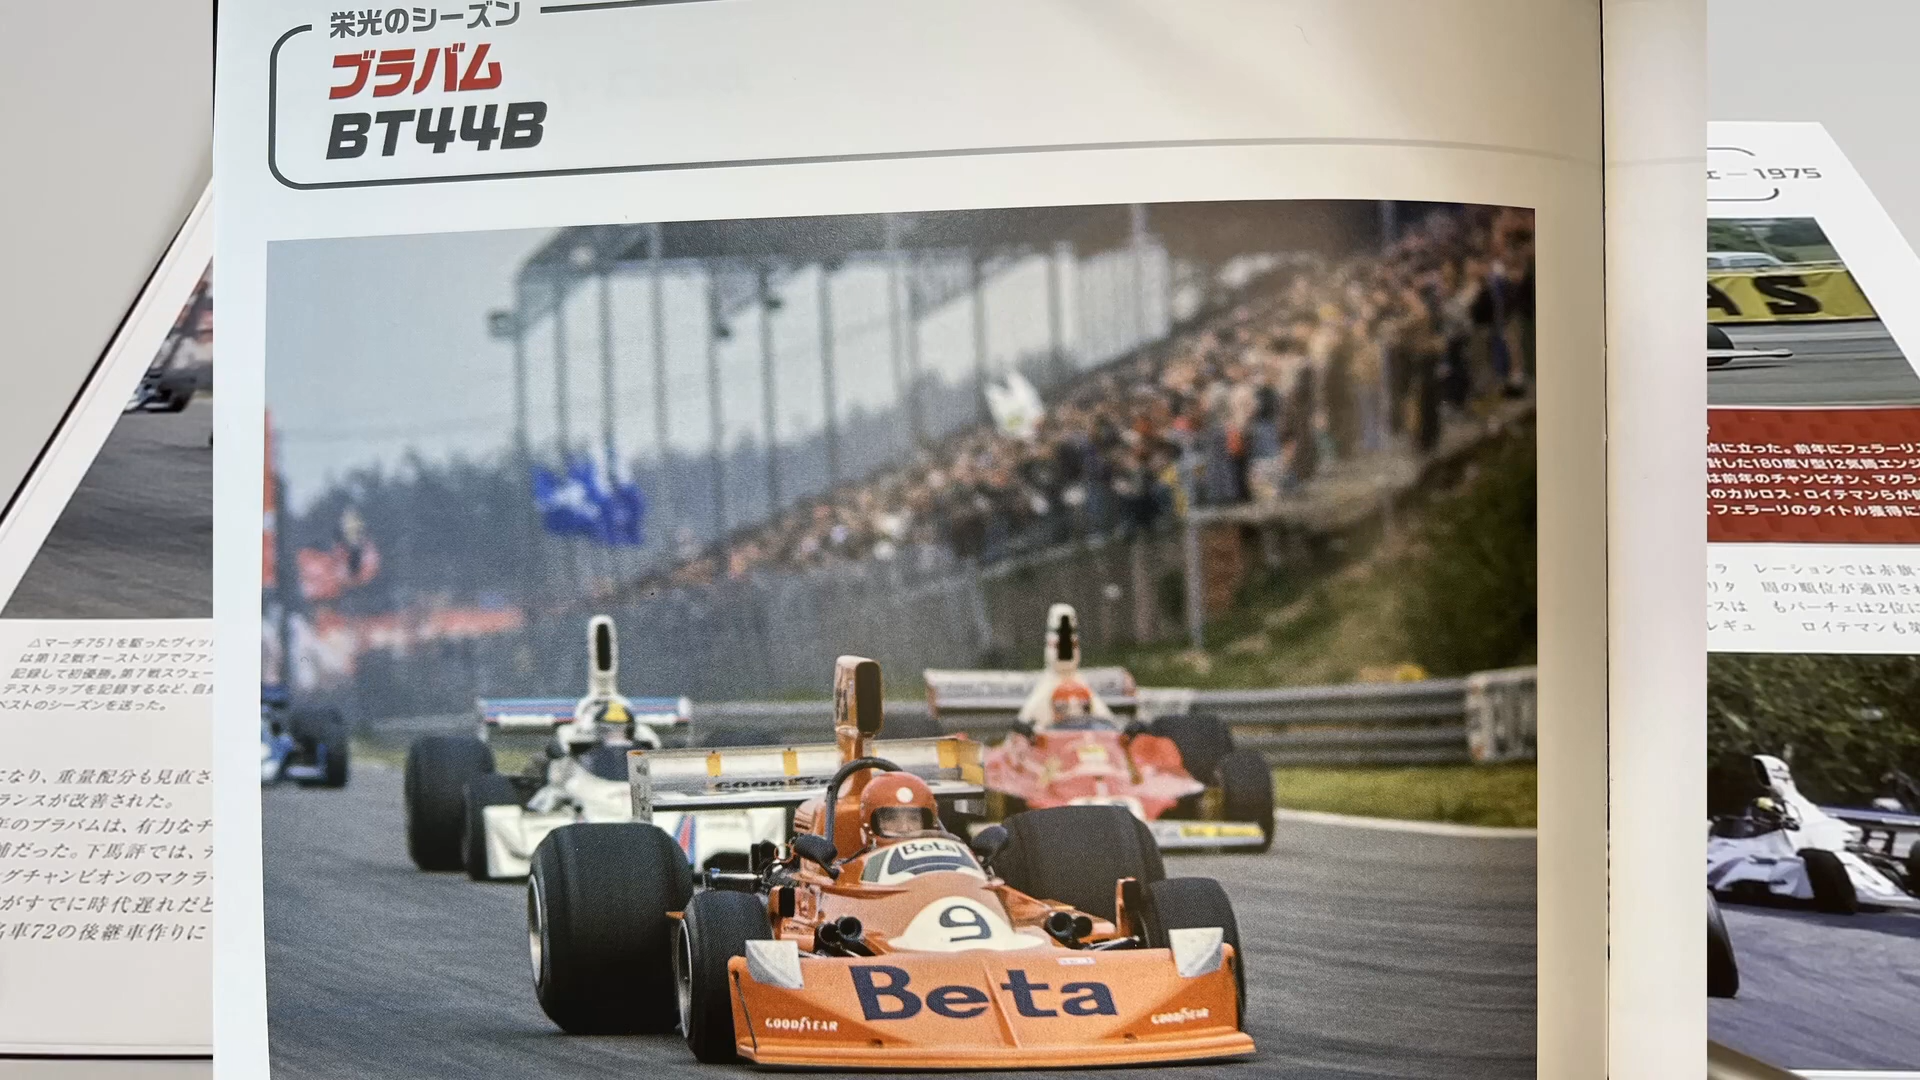 栄光のシーズン
ブラバム
BT44B
GOODYEAR
Beta
9
Beta
GOODYEAR
GOODYEAR
△マーチ751を駆ったヴィッ
は第12戦オーストリアでファ
記録して初優勝。第7戦スウェー
テストラップを記録するなど、自
ベストのシーズンを送った。
になり、重量配分も見直さ
ランスが改善された。
年のブラバムは、有力なチ
補だった。下馬評では、デ
グチャンピオンのマクラー
がすでに時代遅れだと
名車72の後継車作りに
ェ — 1975
AS
点に立った。前年にフェラーリ
計した180度V型12気筒エンジ
は前年のチャンピオン、マクラ
のカルロス・ロイテマンらが
、フェラーリのタイトル獲得に
ラ
リタ
スは
レギュ
レーションでは赤旗
周の順位が適用され
もパーチェは2位に
ロイテマンも第